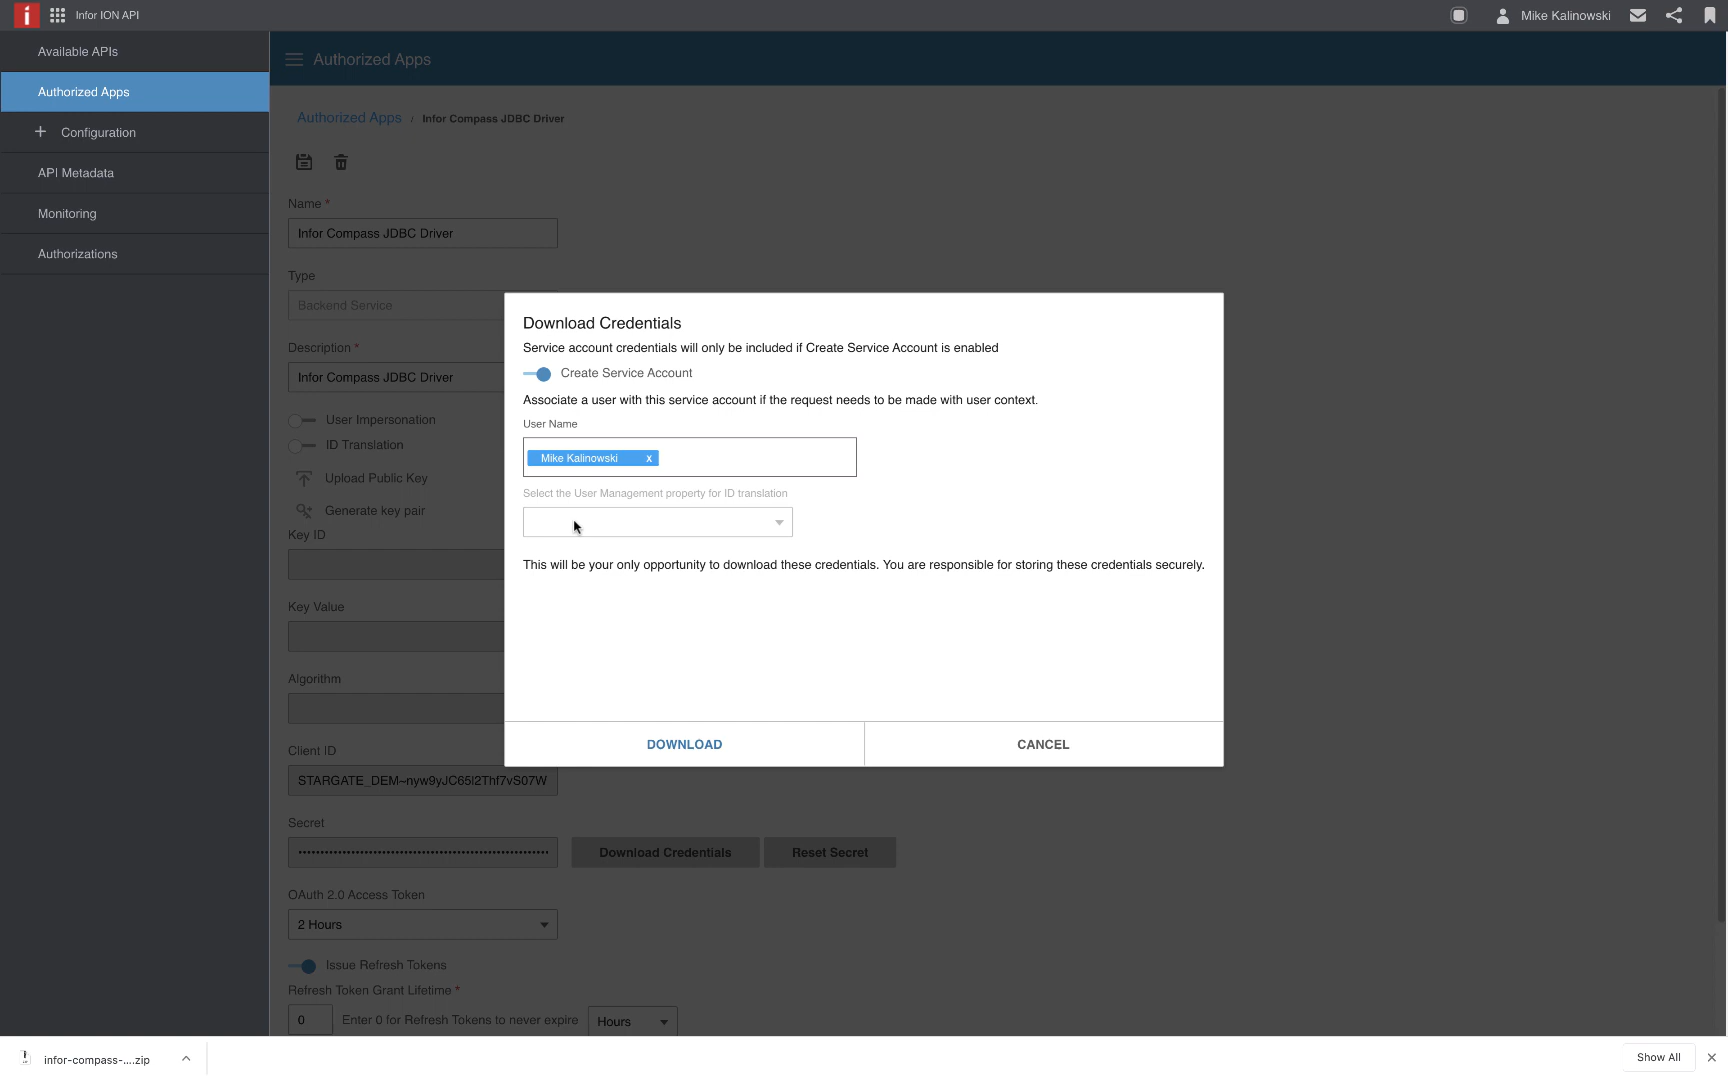 i
Infor ION API
Mike Kalinowski
Available APIs
Authorized Apps
Configuration
API Metadata
Monitoring
Authorizations
Authorized Apps
Authorized Apps / Infor Compass JDBC Driver
Name *
Infor Compass JDBC Driver
Type
Backend Service
Description *
Infor Compass JDBC Driver
User Impersonation
ID Translation
Upload Public Key
Generate key pair
Key ID
Key Value
Algorithm
Client ID
STARGATE_DEM~nyw9yJC65I2Thf7vS07W
Secret
Download Credentials
Reset Secret
OAuth 2.0 Access Token
2 Hours
Issue Refresh Tokens
Refresh Token Grant Lifetime *
0 Enter 0 for Refresh Tokens to never expire Hours
Download Credentials
Service account credentials will only be included if Create Service Account is enabled
Create Service Account
Associate a user with this service account if the request needs to be made with user context.
User Name
Mike Kalinowski x
Select the User Management property for ID translation
This will be your only opportunity to download these credentials. You are responsible for storing these credentials securely.
DOWNLOAD
CANCEL
infor-compass-....zip
Show All